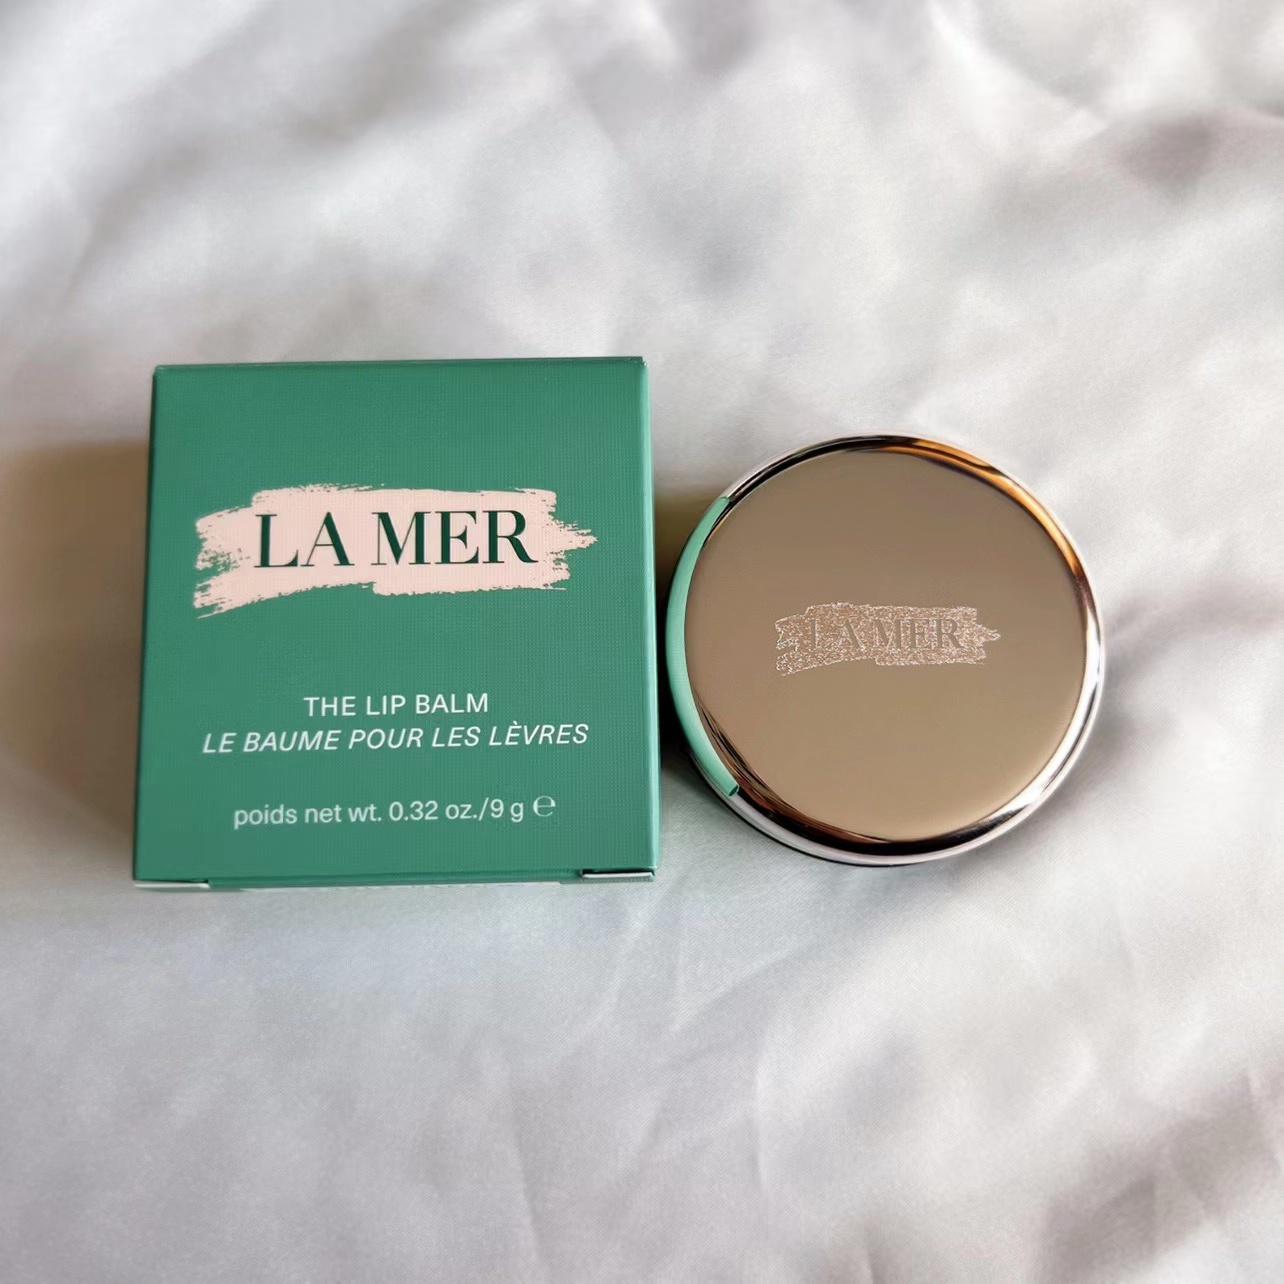 LA MER
THE LIP BALM
LE BAUME POUR LES LÈVRES
poids net wt. 0.32 oz./9 g ℮
LA MER